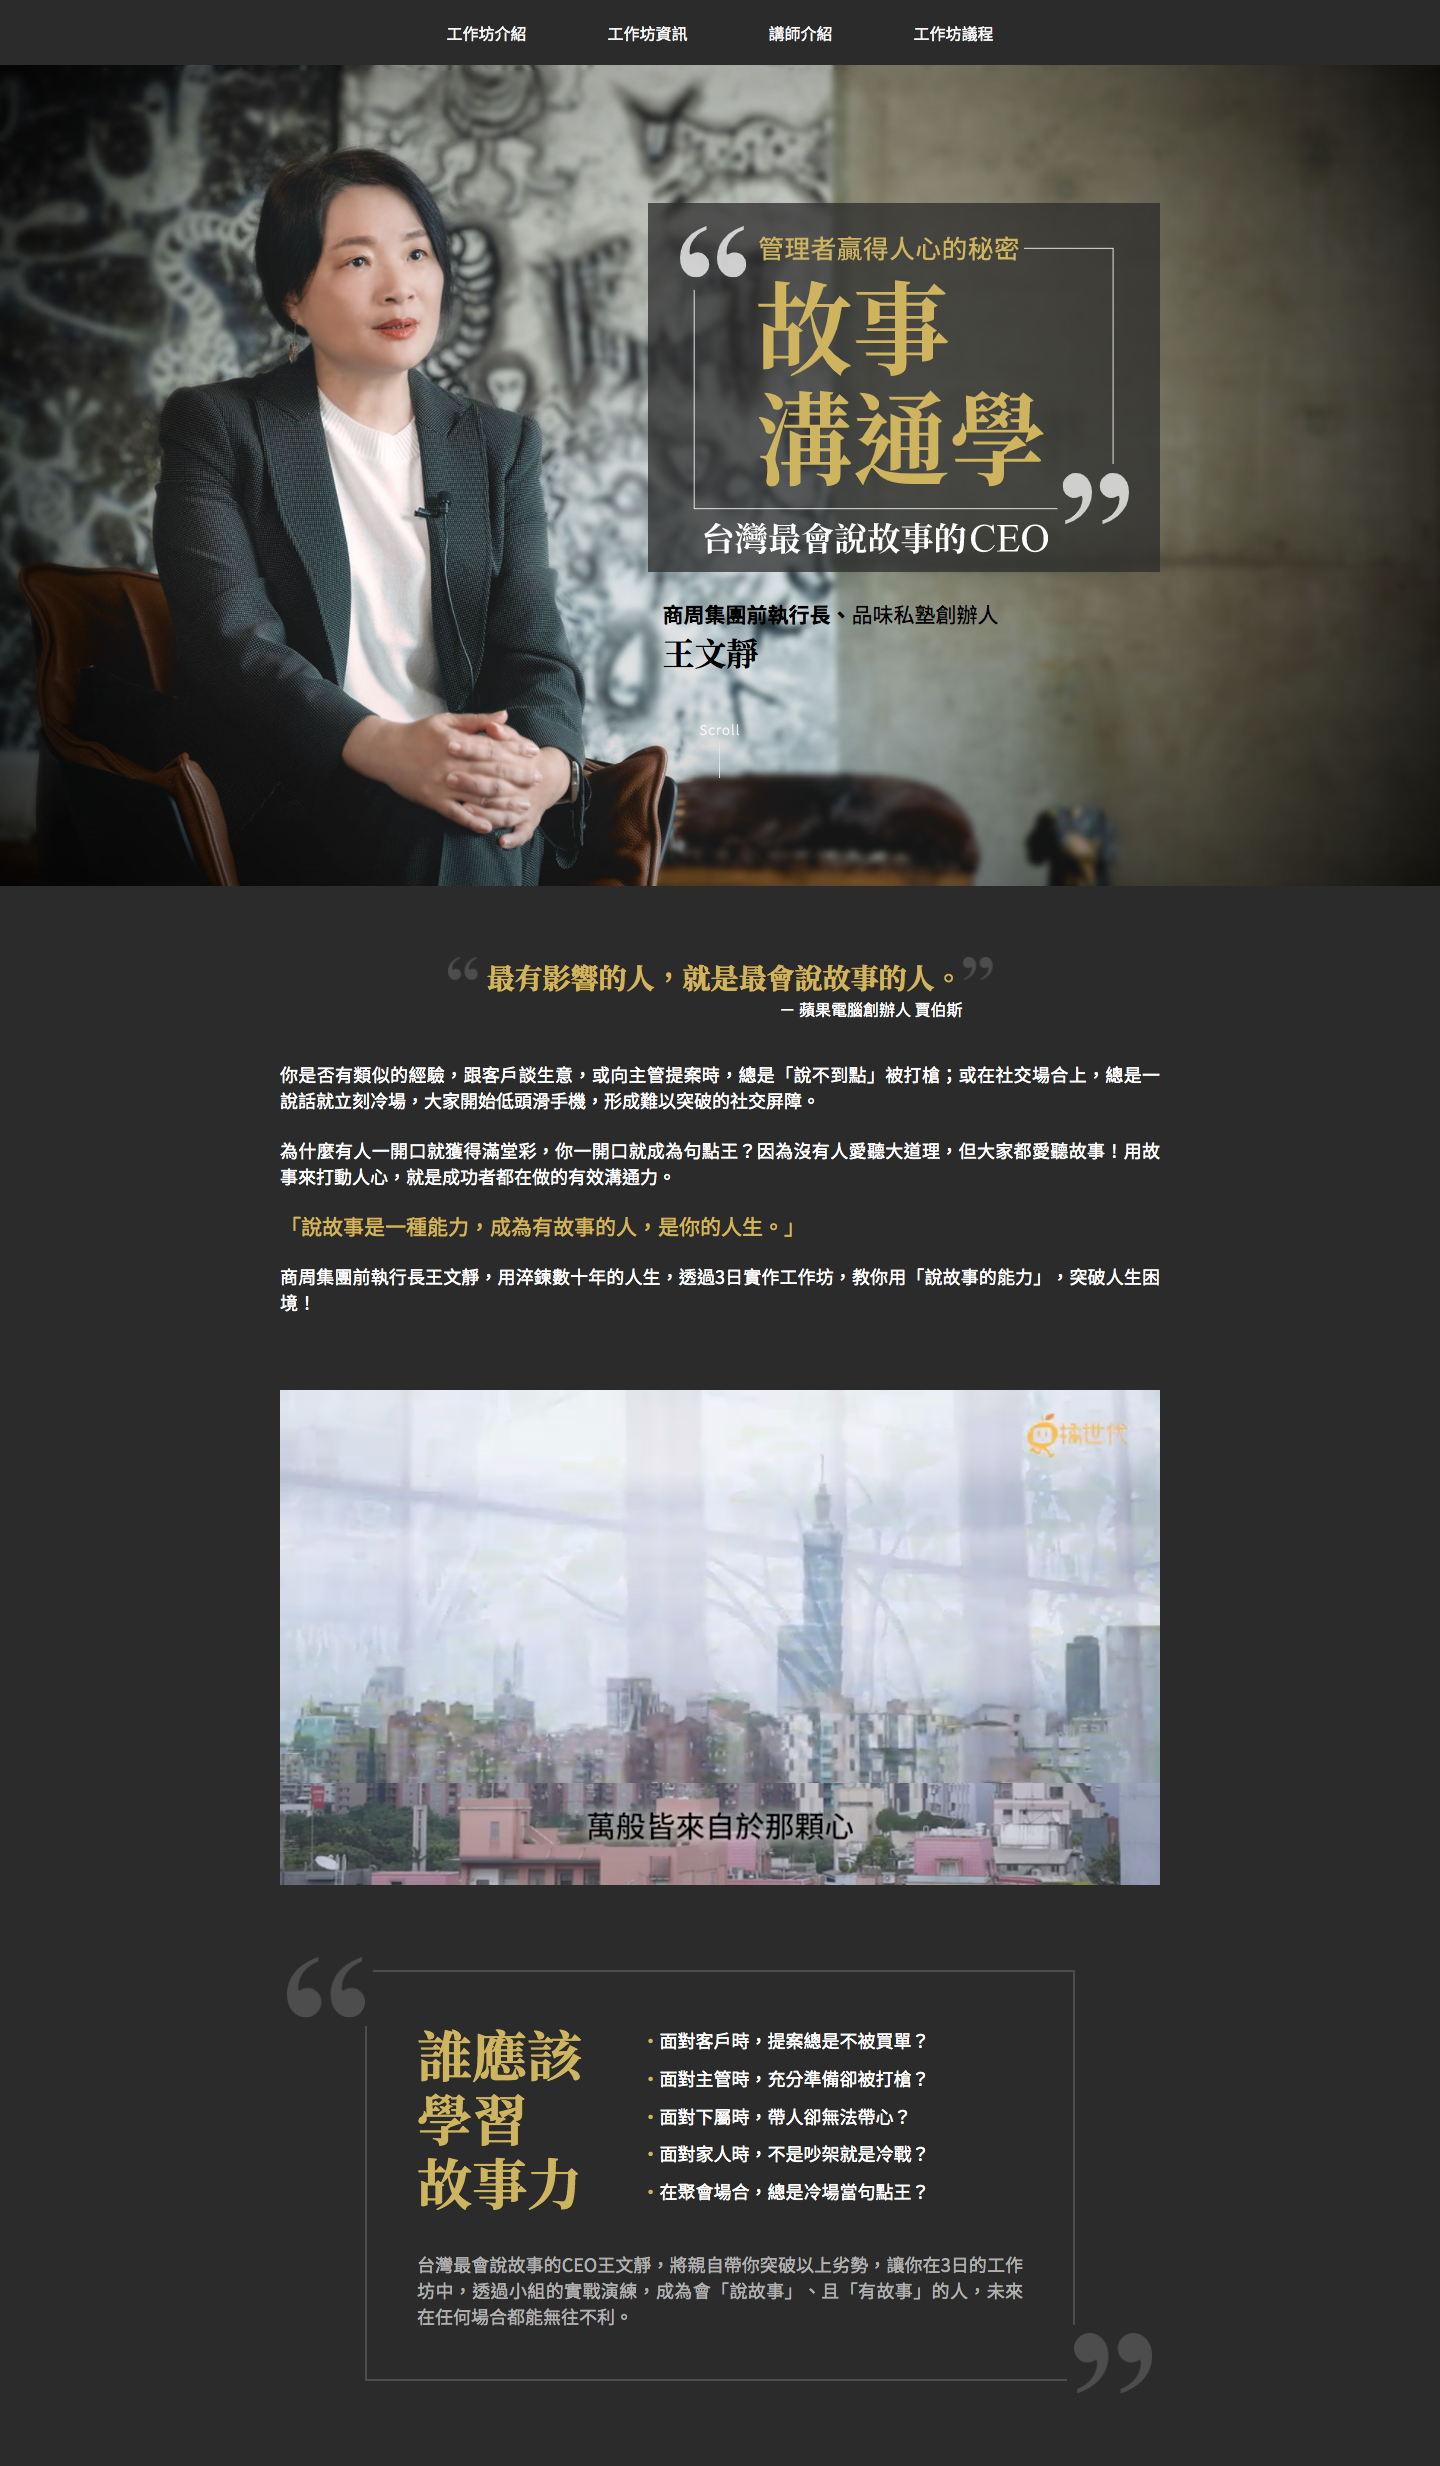 工作坊介紹 工作坊資訊 講師介紹 工作坊議程
管理者贏得人心的秘密
故事
溝通學
台灣最會說故事的CEO
商周集團前執行長、品味私塾創辦人
王文靜
Scroll
“ 最有影響的人，就是最會說故事的人。”
－ 蘋果電腦創辦人 賈伯斯
你是否有類似的經驗，跟客戶談生意，或向主管提案時，總是「說不到點」被打槍；或在社交場合上，總是一
說話就立刻冷場，大家開始低頭滑手機，形成難以突破的社交屏障。
為什麼有人一開口就獲得滿堂彩，你一開口就成為句點王？因為沒有人愛聽大道理，但大家都愛聽故事！用故
事來打動人心，就是成功者都在做的有效溝通力。
「說故事是一種能力，成為有故事的人，是你的人生。」
商周集團前執行長王文靜，用淬鍊數十年的人生，透過3日實作工作坊，教你用「說故事的能力」，突破人生困
境！
橘世代
萬般皆來自於那顆心
誰應該
學習
故事力
・面對客戶時，提案總是不被買單？
・面對主管時，充分準備卻被打槍？
・面對下屬時，帶人卻無法帶心？
・面對家人時，不是吵架就是冷戰？
・在聚會場合，總是冷場當句點王？
台灣最會說故事的CEO王文靜，將親自帶你突破以上劣勢，讓你在3日的工作
坊中，透過小組的實戰演練，成為會「說故事」、且「有故事」的人，未來
在任何場合都能無往不利。